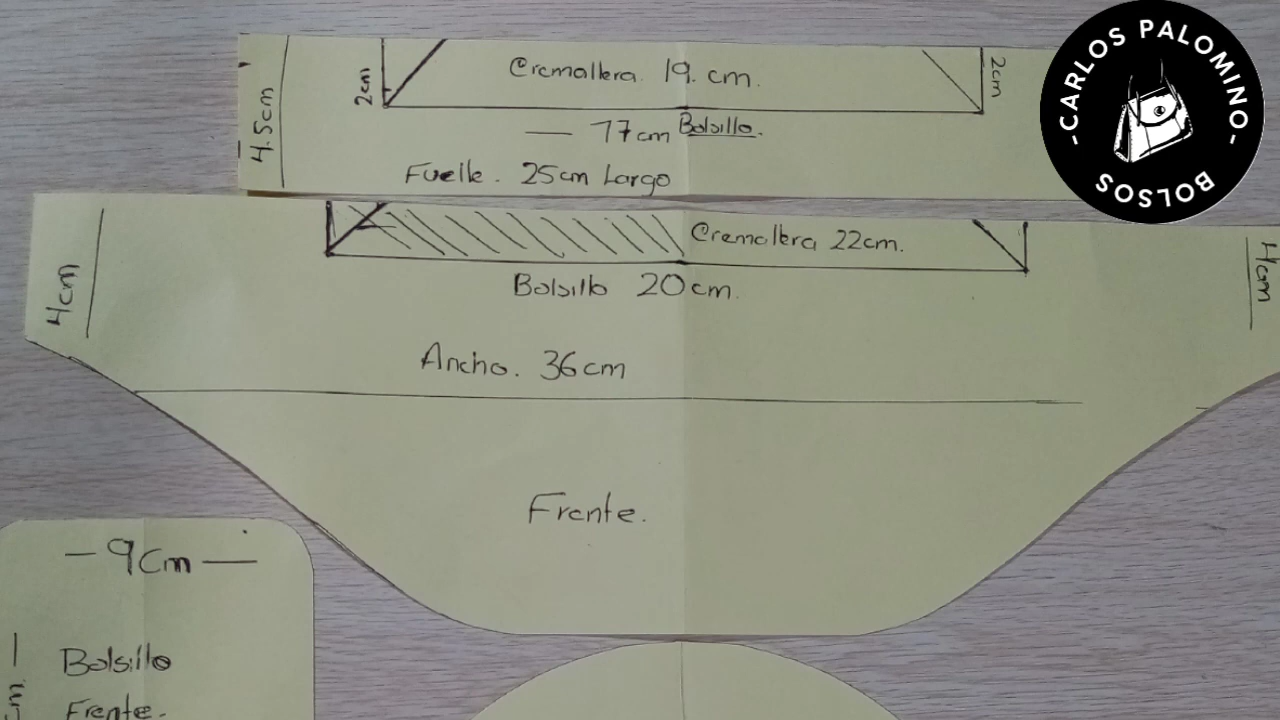 4.5cm
2cm
Cremallera 19. cm.
2cm
— 17cm Bolsillo.
Fuelle. 25cm Largo
4cm
Cremallera 22cm.
4cm
Bolsillo 20cm.
Ancho. 36cm
Frente.
— 9Cm —
Bolsillo
Frente.
cm.
-CARLOS PALOMINO-
BOLSOS